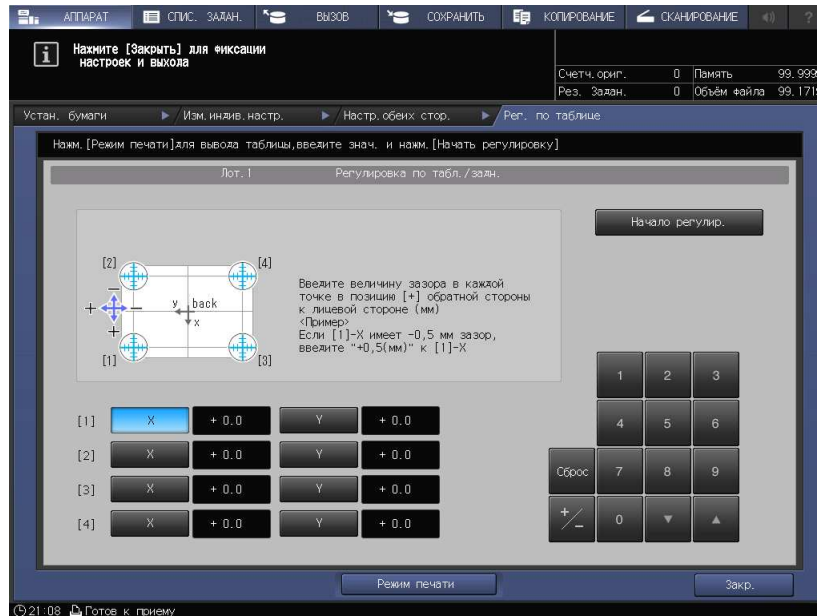 АППАРАТ
СПИС. ЗАДАН.
ВЫЗОВ
СОХРАНИТЬ
КОПИРОВАНИЕ
СКАНИРОВАНИЕ
?
Нажмите [Закрыть] для фиксации
настроек и выхода
Счетч.ориг. 0 Память 99.999
Рез. Задан. 0 Объём файла 99.171
Устан. бумаги
Изм.индив.настр.
Настр.обеих стор.
Рег. по таблице
Нажм.[Режим печати]для вывода таблицы,введите знач. и нажм.[Начать регулировку]
Лот.1 Регулировка по табл./задн.
Начало регулир.
[2] [4]
y back
x
[1] [3]
Введите величину зазора в каждой
точке в позицию [+] обратной стороны
к лицевой стороне (мм)
<Пример>
Если [1]-X имеет -0,5 мм зазор,
введите "+0,5(мм)" к [1]-X
1 2 3
4 5 6
Сброс 7 8 9
+/- 0 ▼ ▲
[1] X + 0.0 Y + 0.0
[2] X + 0.0 Y + 0.0
[3] X + 0.0 Y + 0.0
[4] X + 0.0 Y + 0.0
Режим печати
Закр.
21:08 Готов к приему